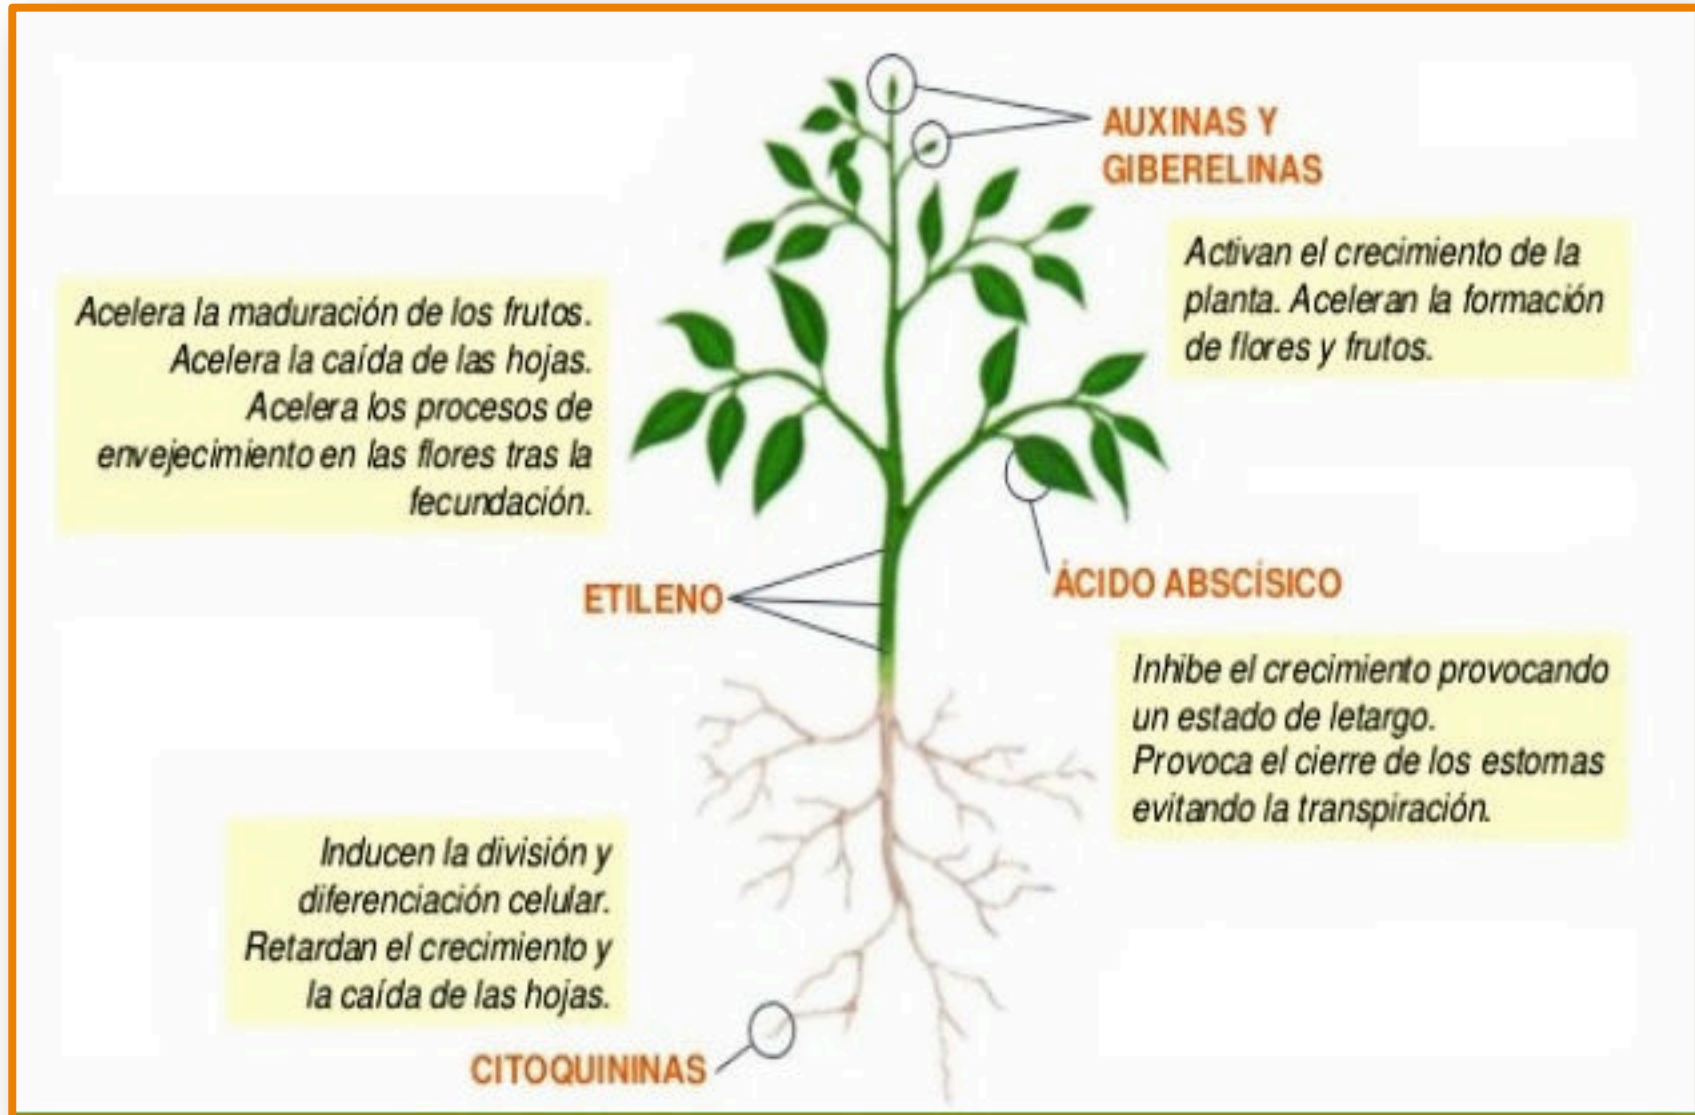 AUXINAS Y
GIBERELINAS
Activan el crecimiento de la
planta. Aceleran la formación
de flores y frutos.
Acelera la maduración de los frutos.
Acelera la caída de las hojas.
Acelera los procesos de
envejecimiento en las flores tras la
fecundación.
ETILENO
ÁCIDO ABSCÍSICO
Inhibe el crecimiento provocando
un estado de letargo.
Provoca el cierre de los estomas
evitando la transpiración.
Inducen la división y
diferenciación celular.
Retardan el crecimiento y
la caída de las hojas.
CITOQUININAS